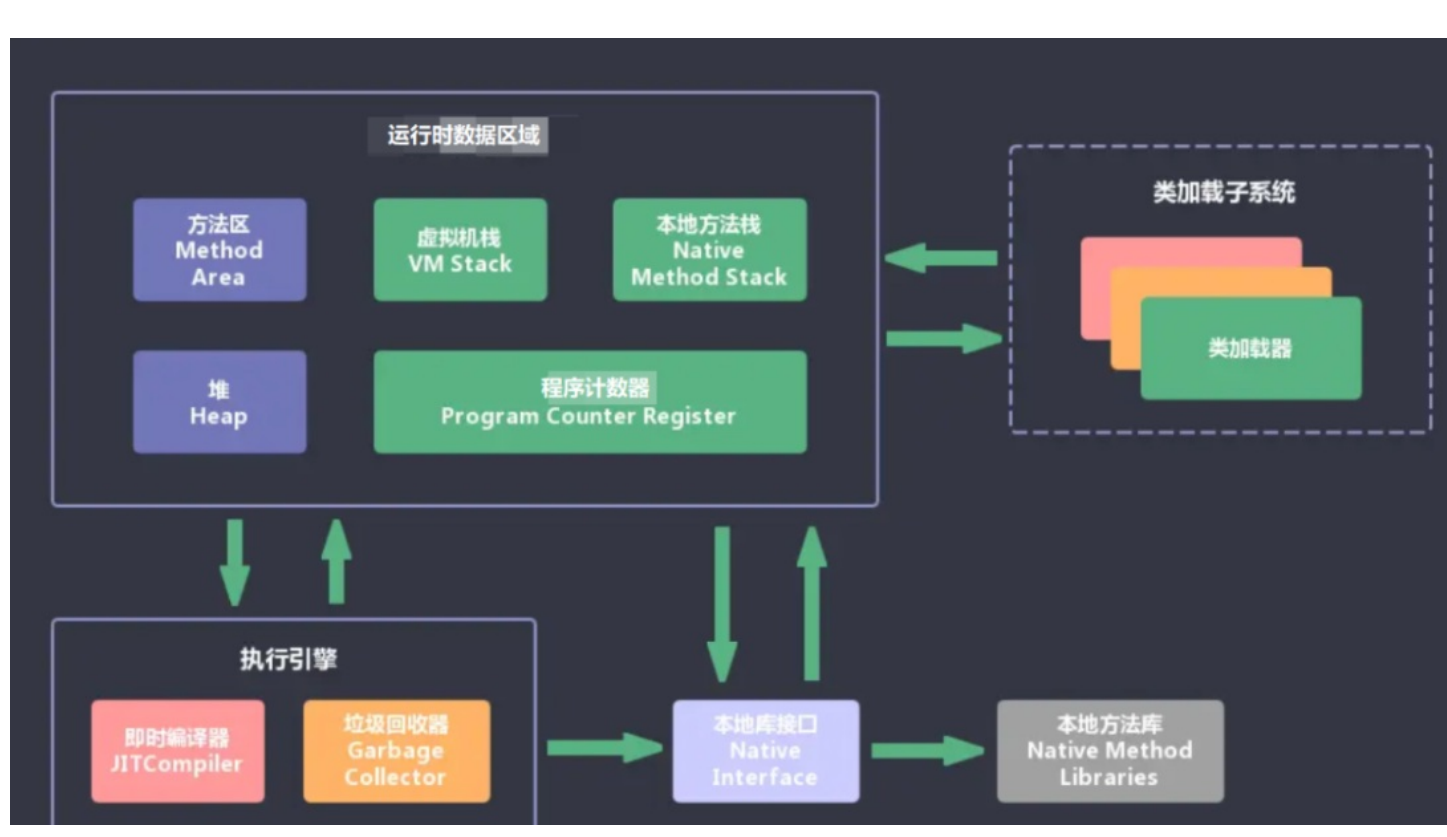 运行时数据区域
方法区
Method
Area
虚拟机栈
VM Stack
本地方法栈
Native
Method Stack
堆
Heap
程序计数器
Program Counter Register
类加载子系统
类加载器
执行引擎
即时编译器
JITCompiler
垃圾回收器
Garbage
Collector
本地库接口
Native
Interface
本地方法库
Native Method
Libraries